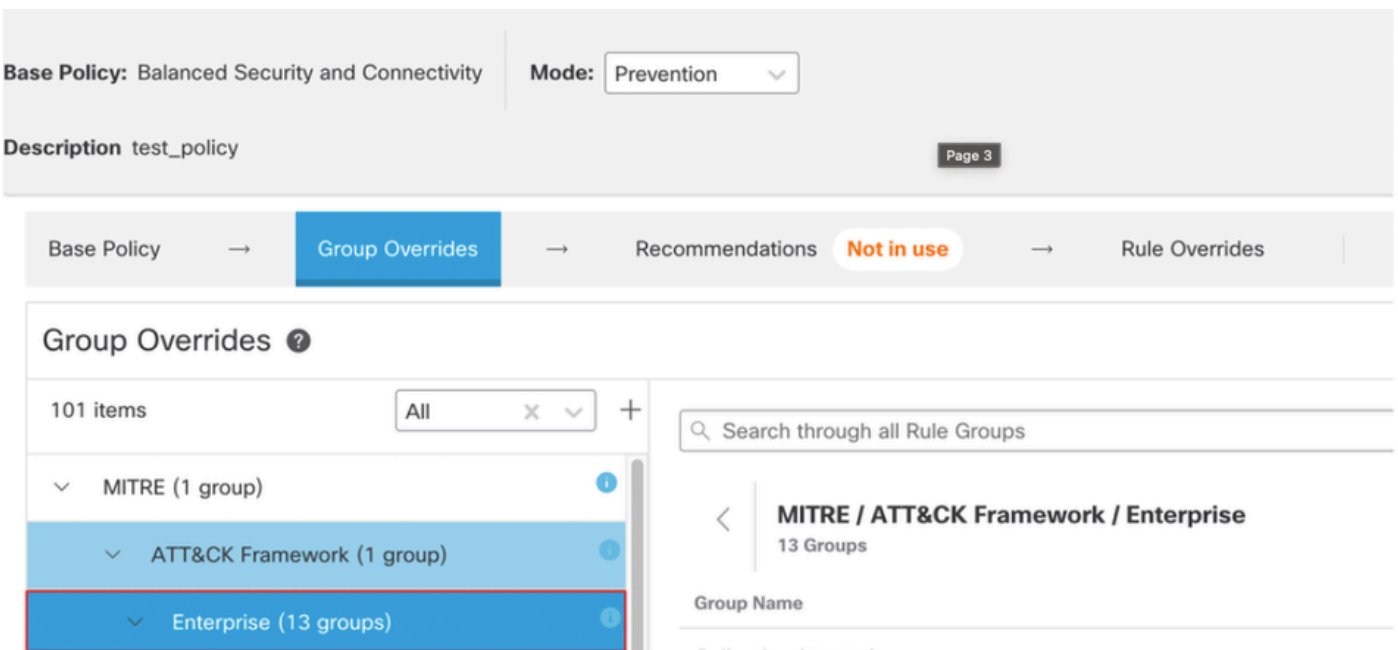 Base Policy: Balanced Security and Connectivity Mode: Prevention
Description test_policy
Page 3
Base Policy → Group Overrides → Recommendations Not in use → Rule Overrides
Group Overrides ?
101 items All × +
Search through all Rule Groups
MITRE (1 group)
MITRE / ATT&CK Framework / Enterprise
13 Groups
ATT&CK Framework (1 group)
Group Name
Enterprise (13 groups)